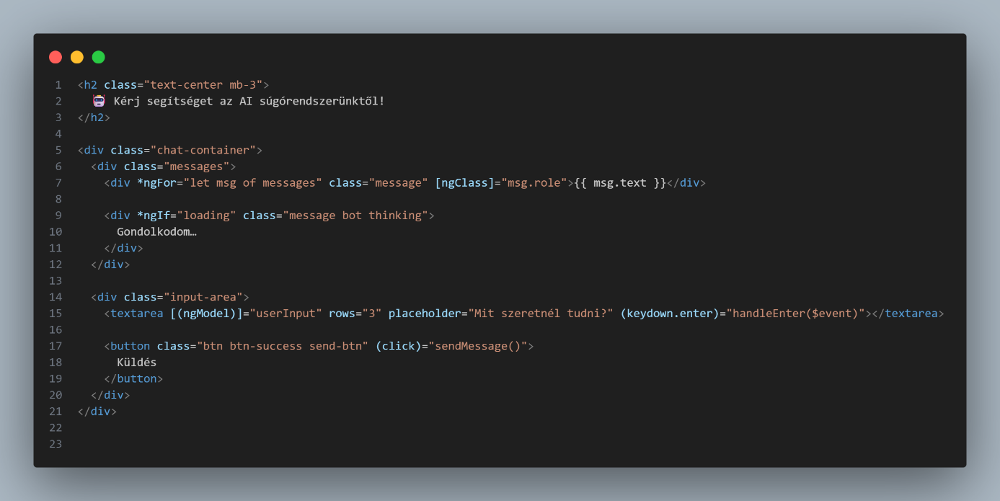 1 <h2 class="text-center mb-3">
2 🤖 Kérj segítséget az AI súgórendszerünktől!
3 </h2>
4
5 <div class="chat-container">
6 <div class="messages">
7 <div *ngFor="let msg of messages" class="message" [ngClass]="msg.role">{{ msg.text }}</div>
8
9 <div *ngIf="loading" class="message bot thinking">
10 Gondolkodom…
11 </div>
12 </div>
13
14 <div class="input-area">
15 <textarea [(ngModel)]="userInput" rows="3" placeholder="Mit szeretnél tudni?" (keydown.enter)="handleEnter($event)"></textarea>
16
17 <button class="btn btn-success send-btn" (click)="sendMessage()">
18 Küldés
19 </button>
20 </div>
21 </div>
22
23